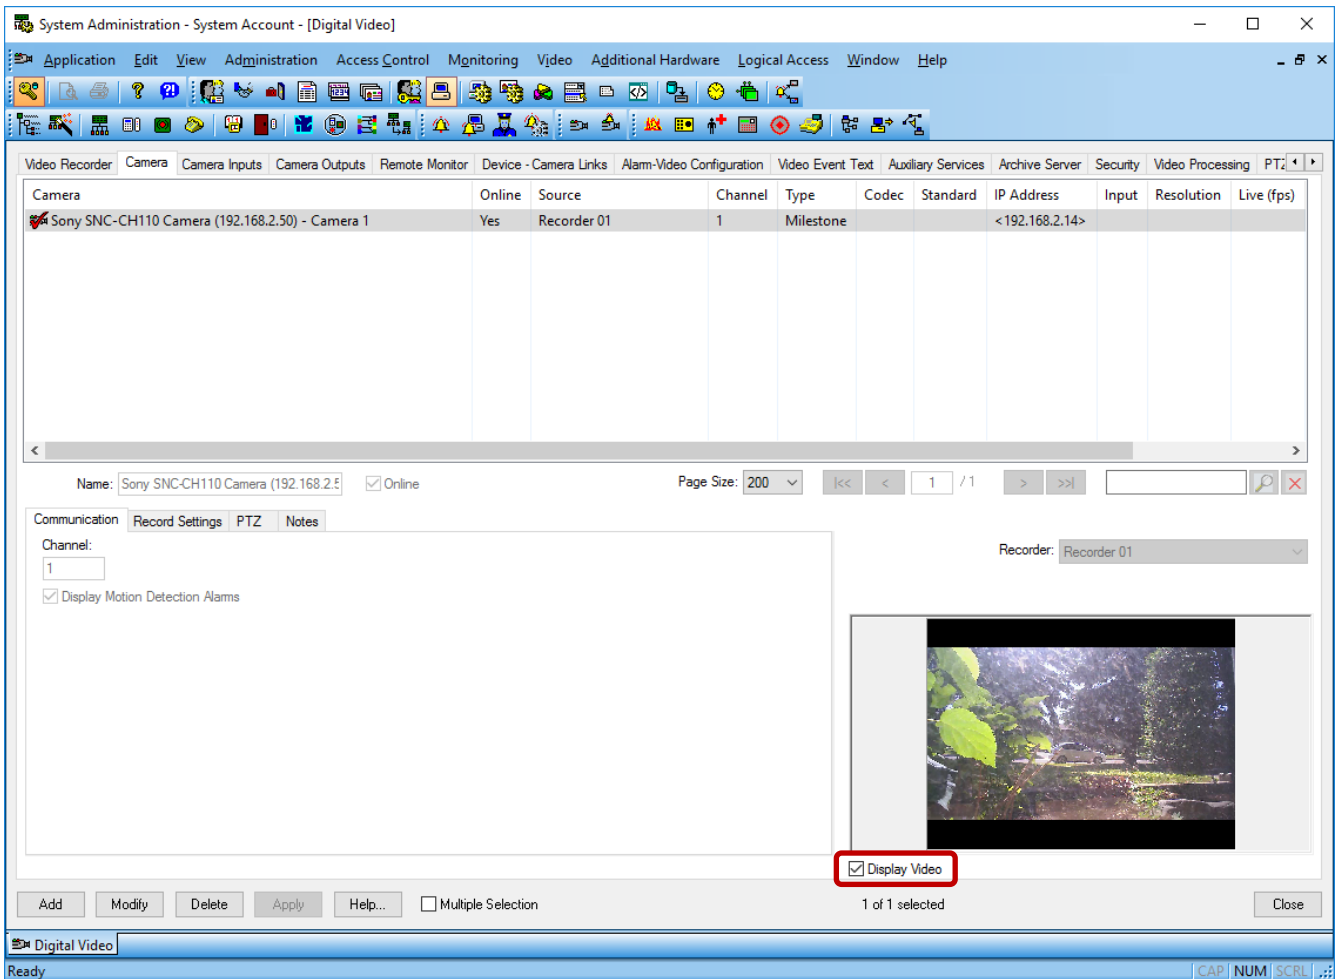 System Administration - System Account - [Digital Video]
Application Edit View Administration Access Control Monitoring Video Additional Hardware Logical Access Window Help
Video Recorder Camera Camera Inputs Camera Outputs Remote Monitor Device - Camera Links Alarm-Video Configuration Video Event Text Auxiliary Services Archive Server Security Video Processing PTZ
Camera Online Source Channel Type Codec Standard IP Address Input Resolution Live (fps)
Sony SNC-CH110 Camera (192.168.2.50) - Camera 1 Yes Recorder 01 1 Milestone <192.168.2.14>
Name: Sony SNC-CH110 Camera (192.168.2.5 Online Page Size: 200 |<< < 1 / 1 > >>|
Communication Record Settings PTZ Notes
Channel:
Recorder: Recorder 01
1
Display Motion Detection Alarms
Display Video
Add Modify Delete Apply Help... Multiple Selection 1 of 1 selected Close
Digital Video
Ready CAP NUM SCRL